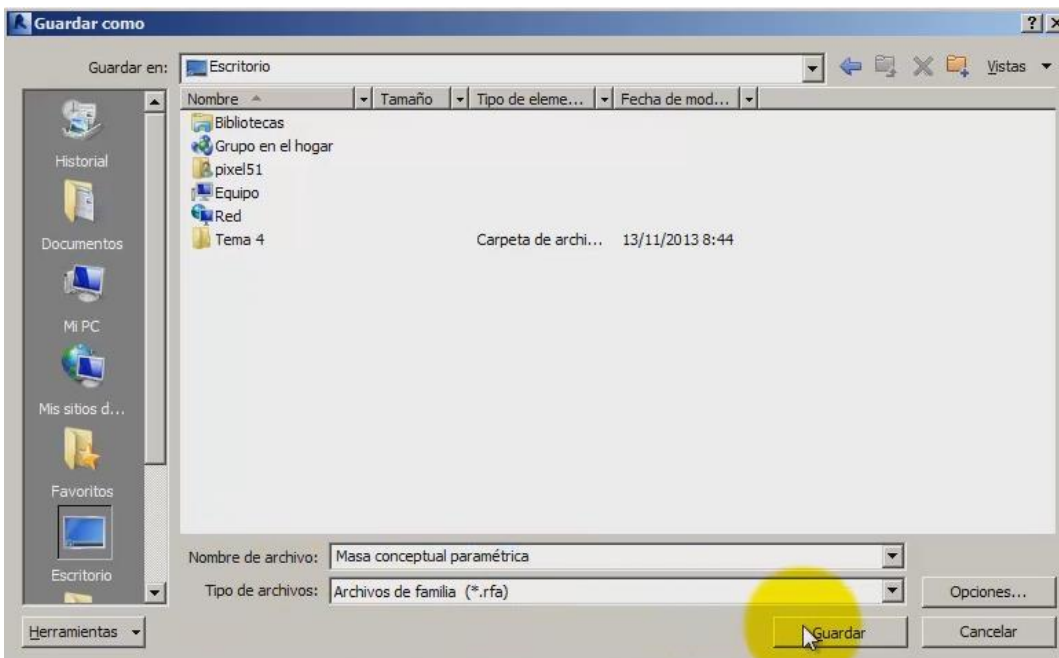 Guardar como
Guardar en: Escritorio Vistas
Nombre Tamaño Tipo de eleme... Fecha de mod...
Bibliotecas
Grupo en el hogar
pixel51
Equipo
Red
Tema 4 Carpeta de archi... 13/11/2013 8:44
Historial
Documentos
Mi PC
Mis sitios d...
Favoritos
Escritorio
Nombre de archivo: Masa conceptual paramétrica
Tipo de archivos: Archivos de familia (*.rfa) Opciones...
Herramientas Guardar Cancelar